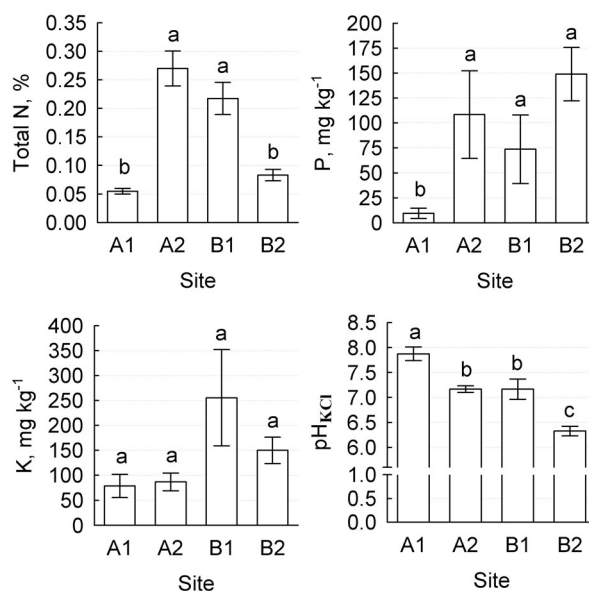 Total N, %
0.35
0.30
0.25
0.20
0.15
0.10
0.05
0.00
b
a
a
b
A1 A2 B1 B2
Site
P, mg kg⁻¹
200
175
150
125
100
75
50
25
0
b
a
a
a
A1 A2 B1 B2
Site
K, mg kg⁻¹
400
350
300
250
200
150
100
50
0
a
a
a
a
A1 A2 B1 B2
Site
pHKCl
8.5
8.0
7.5
7.0
6.5
6.0
1.0
0.5
0.0
a
b
b
c
A1 A2 B1 B2
Site